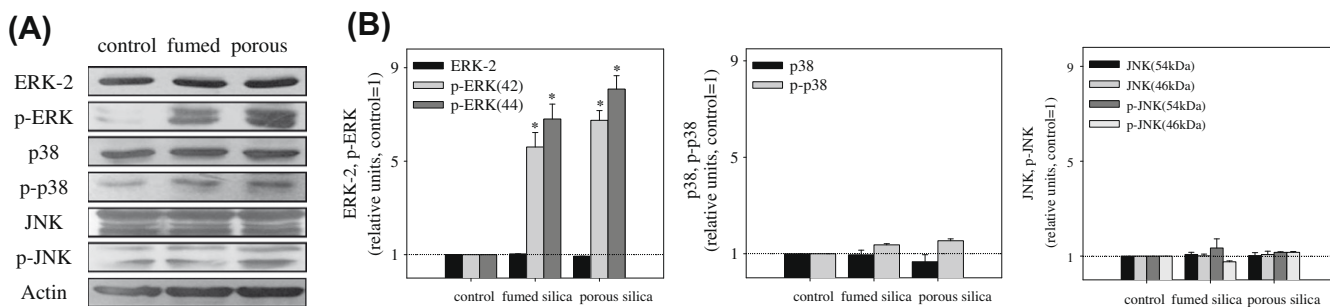 (A)
control fumed porous
ERK-2
p-ERK
p38
p-p38
JNK
p-JNK
Actin
(B)
ERK-2, p-ERK
(relative units, control=1)
9
5
1
ERK-2
p-ERK(42)
p-ERK(44)
* * * *
control fumed silica porous silica
p38, p-p38
(relative units, control=1)
9
5
1
p38
p-p38
control fumed silica porous silica
JNK, p-JNK
(relative units, control=1)
9
5
1
JNK(54kDa)
JNK(46kDa)
p-JNK(54kDa)
p-JNK(46kDa)
control fumed silica porous silica